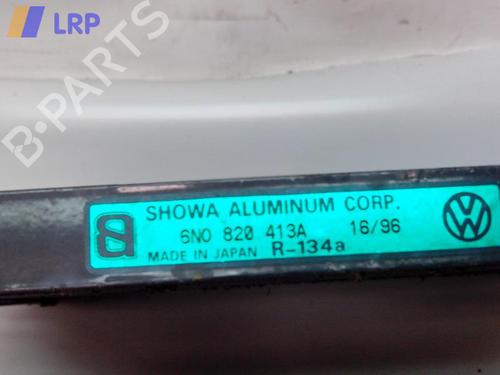 LRP
B-PARTS
SHOWA ALUMINUM CORP.
6N0 820 413A 16/96
MADE IN JAPAN R-134a